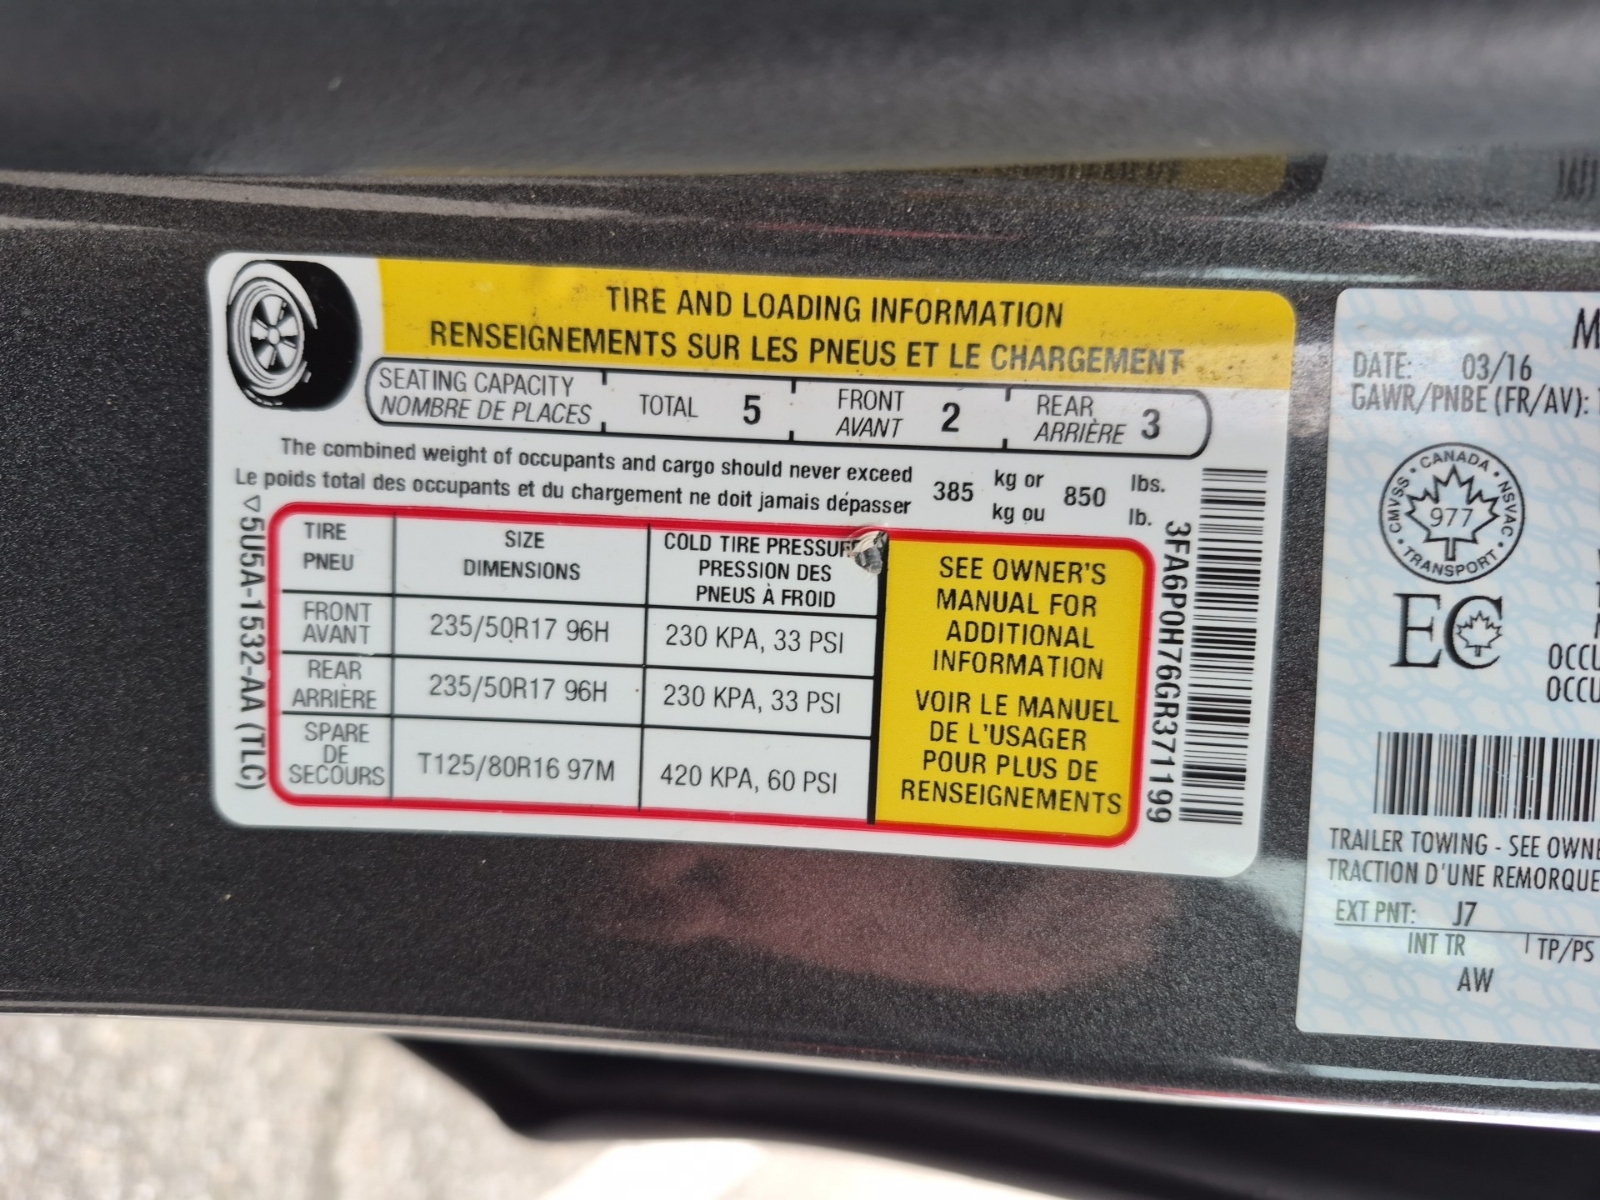 TIRE AND LOADING INFORMATION
RENSEIGNEMENTS SUR LES PNEUS ET LE CHARGEMENT
SEATING CAPACITY
NOMBRE DE PLACES
TOTAL 5
FRONT
AVANT 2
REAR
ARRIÈRE 3
The combined weight of occupants and cargo should never exceed 385 kg or 850 lbs.
Le poids total des occupants et du chargement ne doit jamais dépasser kg ou lb.
TIRE
PNEU
SIZE
DIMENSIONS
COLD TIRE PRESSURE
PRESSION DES
PNEUS À FROID
FRONT
AVANT
235/50R17 96H
230 KPA, 33 PSI
REAR
ARRIÈRE
235/50R17 96H
230 KPA, 33 PSI
SPARE
DE
SECOURS
T125/80R16 97M
420 KPA, 60 PSI
SEE OWNER'S
MANUAL FOR
ADDITIONAL
INFORMATION
VOIR LE MANUEL
DE L'USAGER
POUR PLUS DE
RENSEIGNEMENTS
5U5A-1532-AA (TLC)
3FA6P0H76GR371199
M
DATE: 03/16
GAWR/PNBE (FR/AV): 1
CANADA
CMVSS
NSVAC
977
TRANSPORT
EC
OCCU
OCCU
TRAILER TOWING - SEE OWNE
TRACTION D'UNE REMORQUE
EXT PNT: J7
INT TR TP/PS
AW